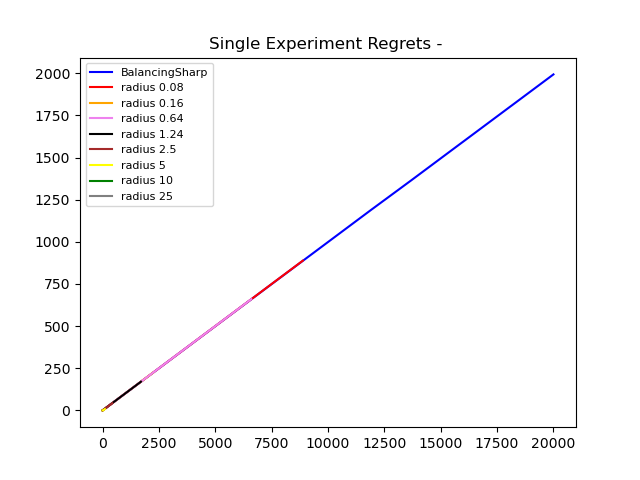 Single Experiment Regrets -
BalancingSharp
radius 0.08
radius 0.16
radius 0.64
radius 1.24
radius 2.5
radius 5
radius 10
radius 25
2000
1750
1500
1250
1000
750
500
250
0
0 2500 5000 7500 10000 12500 15000 17500 20000